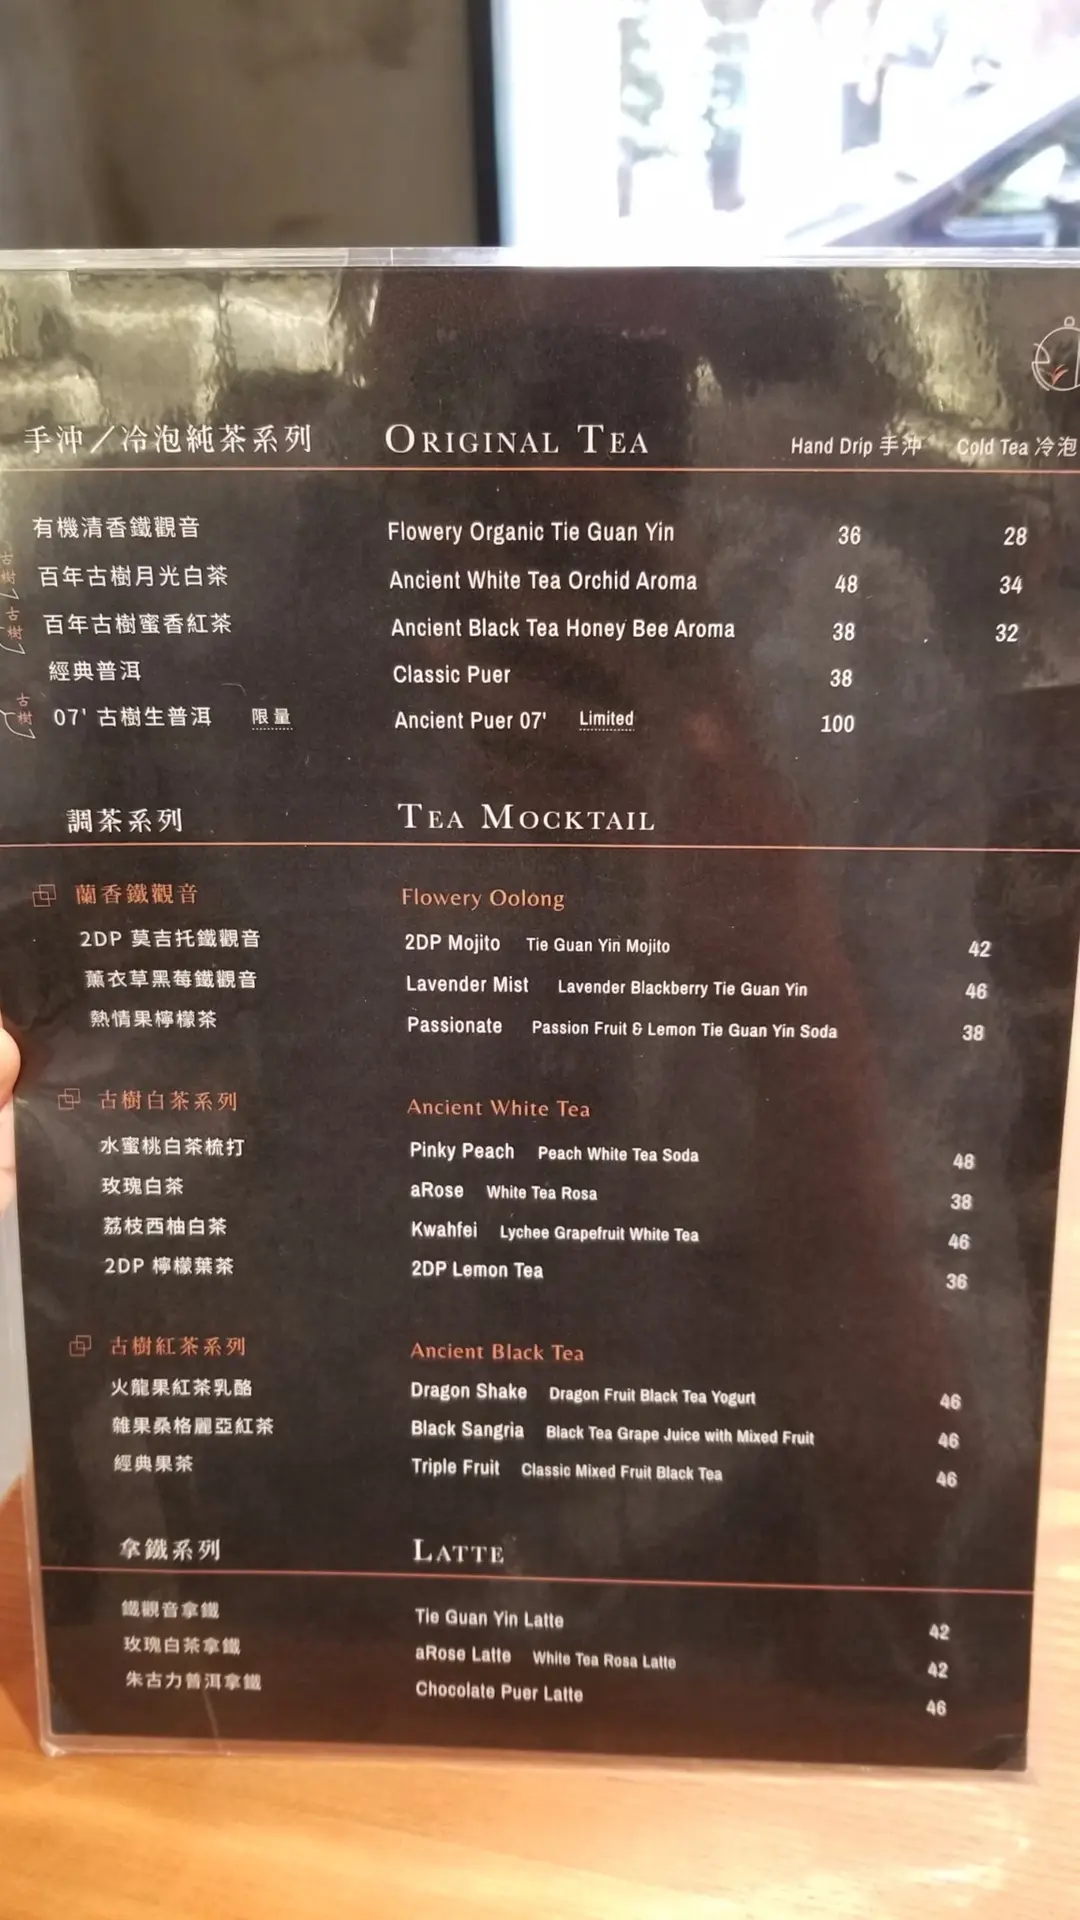 手沖／冷泡純茶系列 ORIGINAL TEA Hand Drip 手沖 Cold Tea 冷泡
有機清香鐵觀音 Flowery Organic Tie Guan Yin 36 28
古樹 百年古樹月光白茶 Ancient White Tea Orchid Aroma 48 34
古樹 百年古樹蜜香紅茶 Ancient Black Tea Honey Bee Aroma 38 32
經典普洱 Classic Puer 38
古樹 07' 古樹生普洱 限量 Ancient Puer 07' Limited 100
調茶系列 TEA MOCKTAIL
蘭香鐵觀音 Flowery Oolong
2DP 莫吉托鐵觀音 2DP Mojito Tie Guan Yin Mojito 42
薰衣草黑莓鐵觀音 Lavender Mist Lavender Blackberry Tie Guan Yin 46
熱情果檸檬茶 Passionate Passion Fruit & Lemon Tie Guan Yin Soda 38
古樹白茶系列 Ancient White Tea
水蜜桃白茶梳打 Pinky Peach Peach White Tea Soda 48
玫瑰白茶 aRose White Tea Rosa 38
荔枝西柚白茶 Kwahfei Lychee Grapefruit White Tea 46
2DP 檸檬葉茶 2DP Lemon Tea 36
古樹紅茶系列 Ancient Black Tea
火龍果紅茶乳酪 Dragon Shake Dragon Fruit Black Tea Yogurt 46
雜果桑格麗亞紅茶 Black Sangria Black Tea Grape Juice with Mixed Fruit 46
經典果茶 Triple Fruit Classic Mixed Fruit Black Tea 46
拿鐵系列 LATTE
鐵觀音拿鐵 Tie Guan Yin Latte 42
玫瑰白茶拿鐵 aRose Latte White Tea Rosa Latte 42
朱古力普洱拿鐵 Chocolate Puer Latte 46